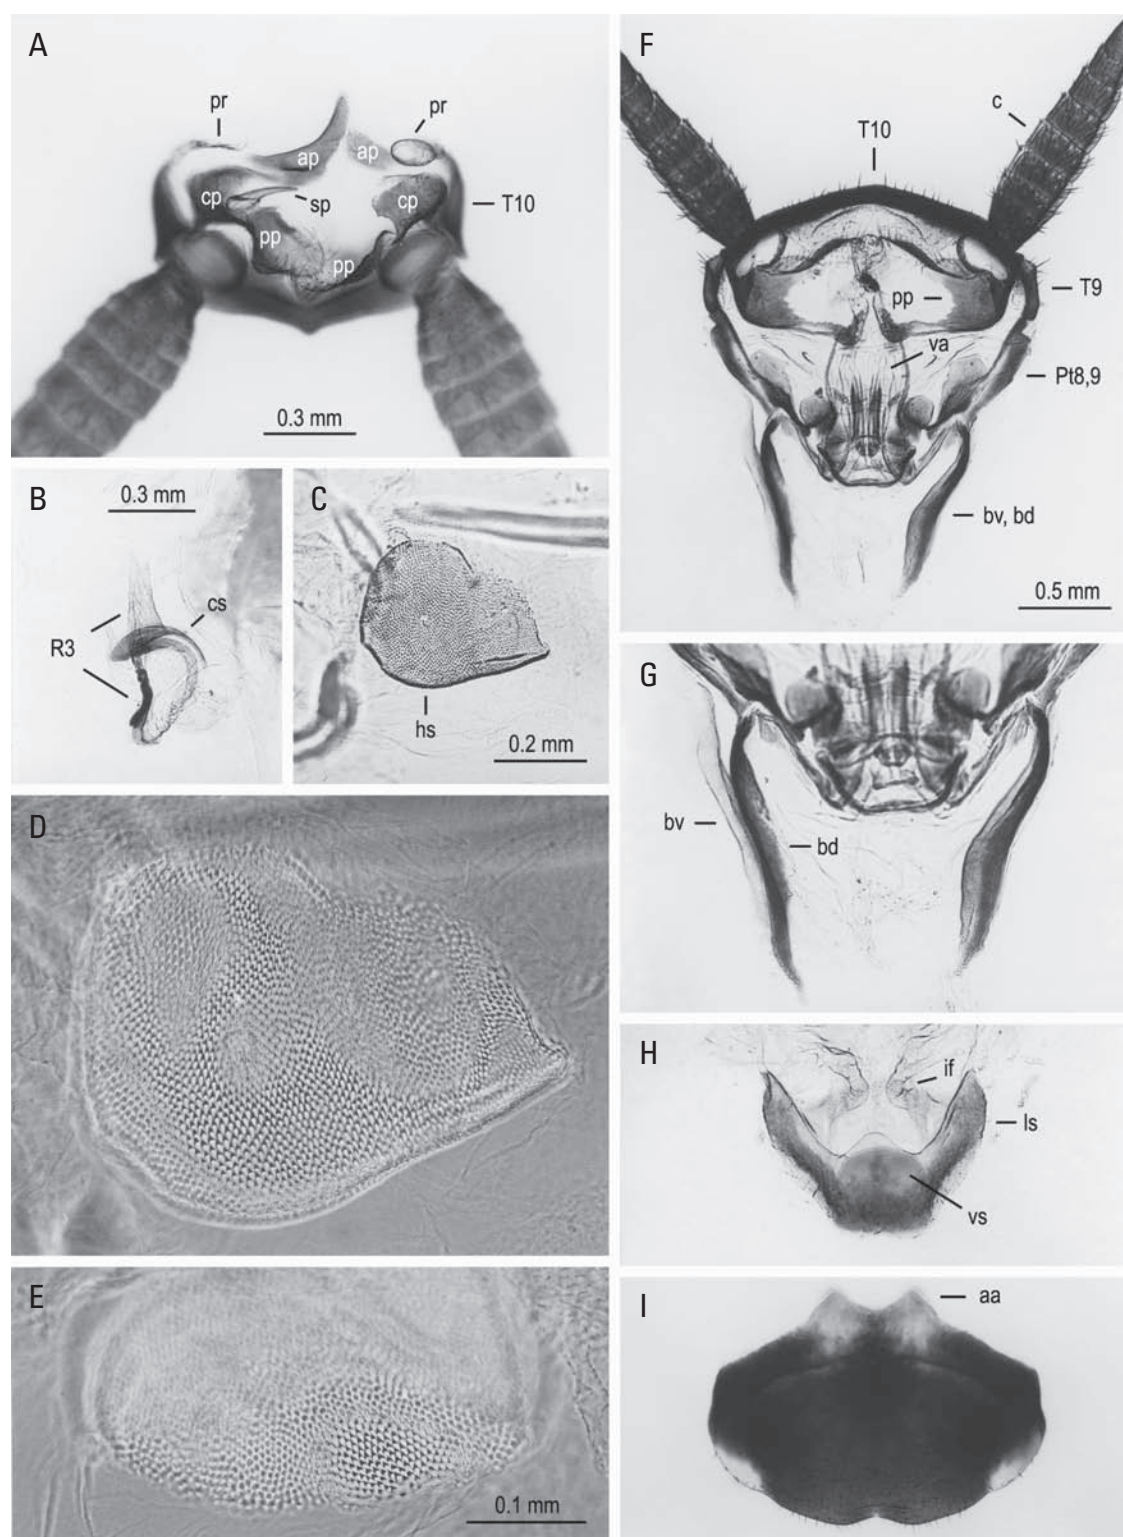 A
pr
pr
ap
ap
cp
sp
cp
T10
pp
pp
0.3 mm
B
0.3 mm
cs
R3
C
hs
0.2 mm
D
E
0.1 mm
F
c
T10
T9
pp
va
Pt8,9
bv, bd
0.5 mm
G
bv
bd
H
if
ls
vs
I
aa